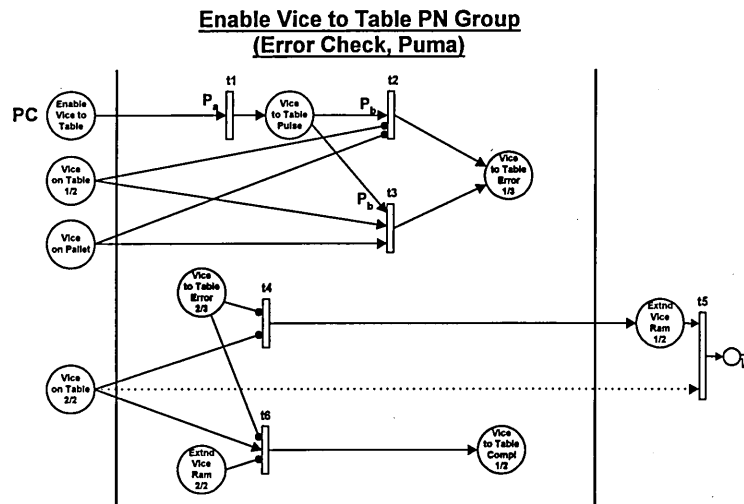 Enable Vice to Table PN Group
(Error Check, Puma)
PC
Enable
Vice to
Table
Pa
t1
Vice
to Table
Pulse
Pb
t2
Vice
on Table
1/2
Vice
to Table
Error
1/3
Pb
t3
Vice
on Pallet
Vice
to Table
Error
2/3
t4
Extnd
Vice
Ram
1/2
t5
Vice
on Table
2/2
t6
Extnd
Vice
Ram
2/2
Vice
to Table
Compl
1/2